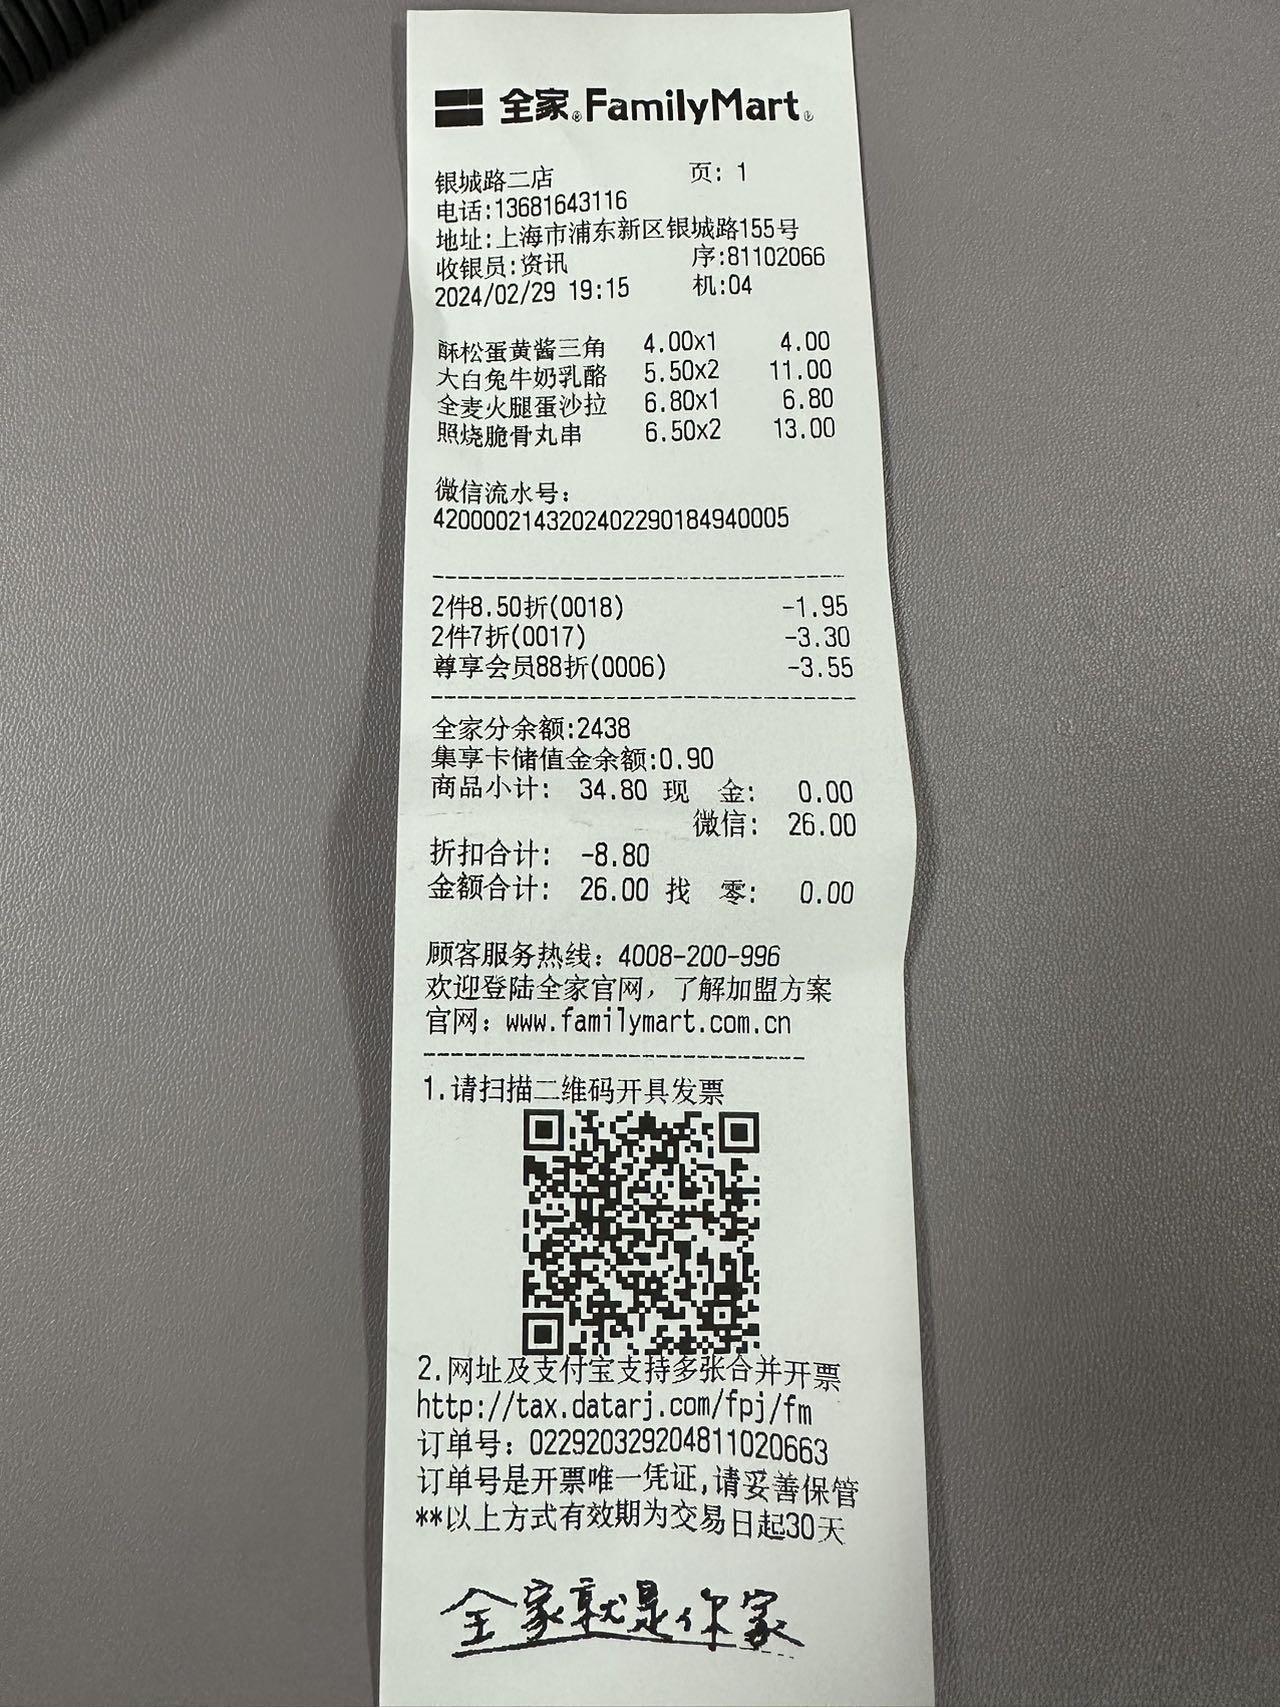 全家®FamilyMart®
银城路二店 页: 1
电话:13681643116
地址:上海市浦东新区银城路155号
收银员:资讯 序:81102066
2024/02/29 19:15 机:04
酥松蛋黄酱三角 4.00x1 4.00
大白兔牛奶乳酪 5.50x2 11.00
全麦火腿蛋沙拉 6.80x1 6.80
照烧脆骨丸串 6.50x2 13.00
微信流水号:
4200002143202402290184940005
2件8.50折(0018) -1.95
2件7折(0017) -3.30
尊享会员88折(0006) -3.55
全家分余额:2438
集享卡储值金余额:0.90
商品小计: 34.80 现 金: 0.00
微信: 26.00
折扣合计: -8.80
金额合计: 26.00 找 零: 0.00
顾客服务热线: 4008-200-996
欢迎登陆全家官网，了解加盟方案
官网: www.familymart.com.cn
1.请扫描二维码开具发票
2.网址及支付宝支持多张合并开票
http://tax.datarj.com/fpj/fm
订单号: 0229203292048110206­63
订单号是开票唯一凭证,请妥善保管
**以上方式有效期为交易日起30天
全家就是你家